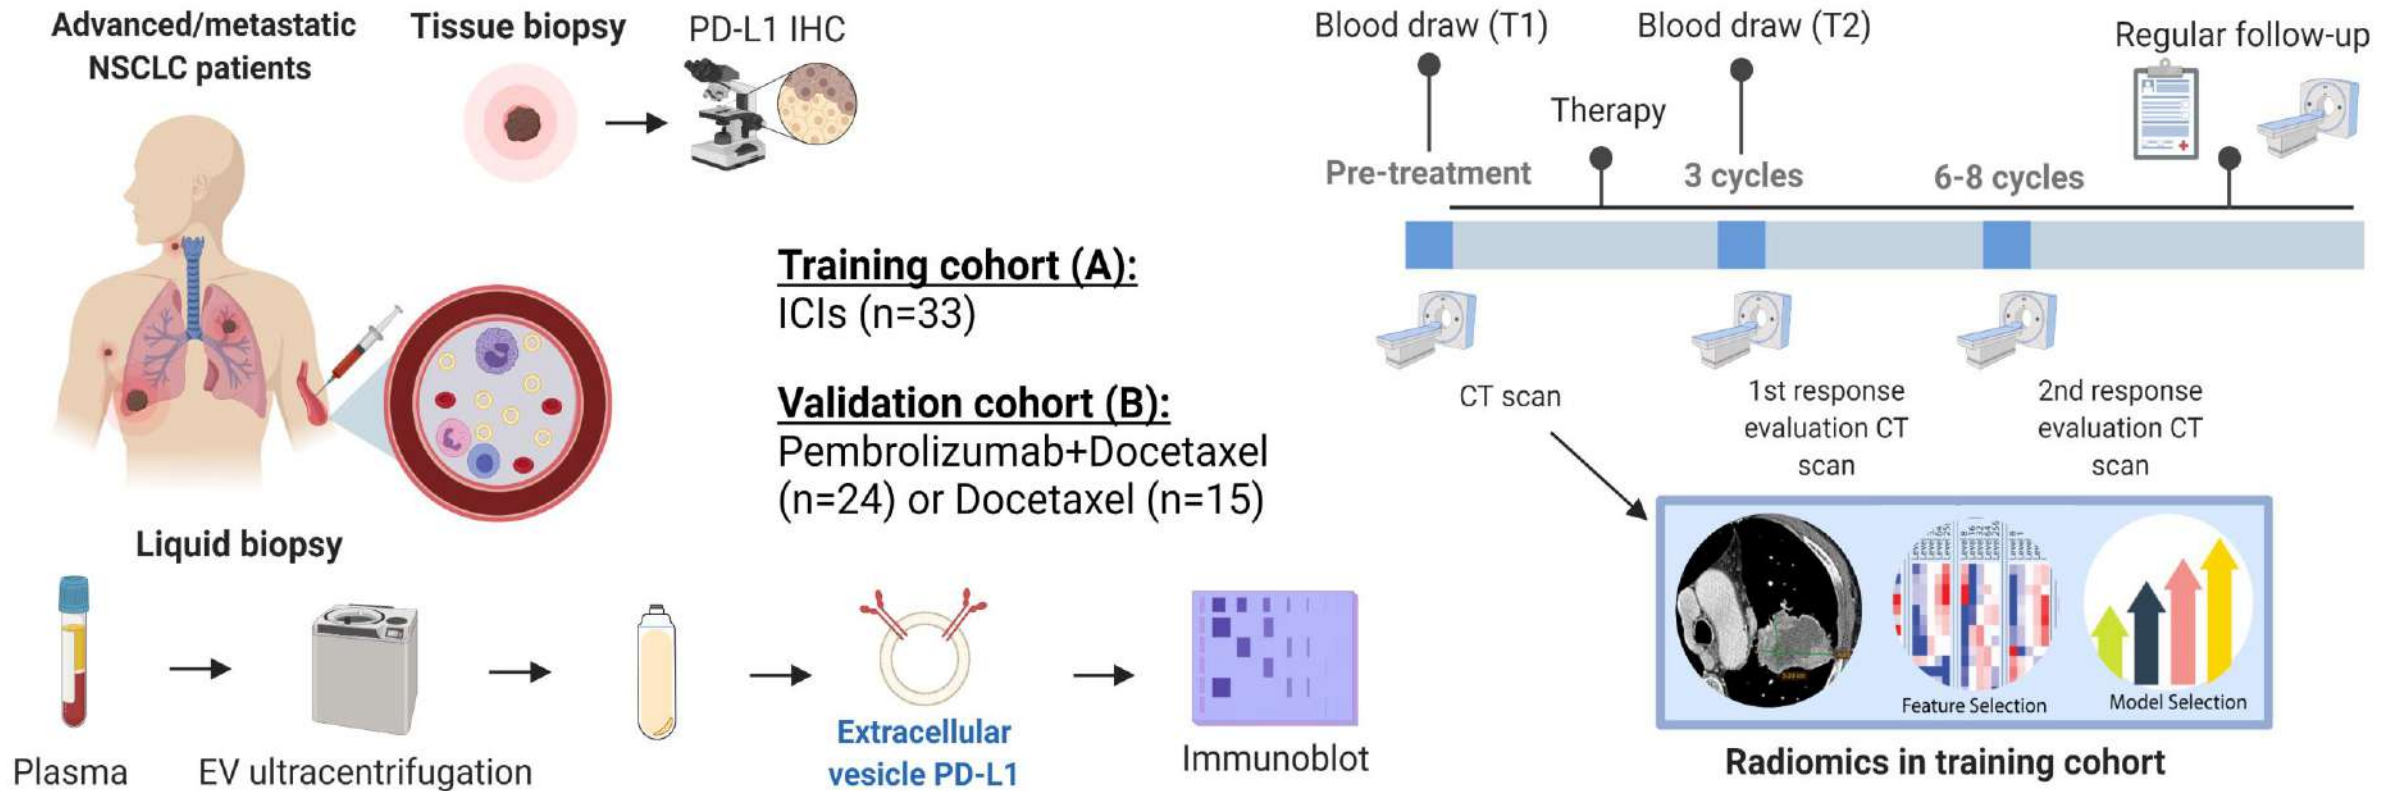 Advanced/metastatic
NSCLC patients
Tissue biopsy
PD-L1 IHC
Training cohort (A):
ICIs (n=33)
Validation cohort (B):
Pembrolizumab+Docetaxel
(n=24) or Docetaxel (n=15)
Liquid biopsy
Plasma
EV ultracentrifugation
Extracellular
vesicle PD-L1
Immunoblot
Blood draw (T1)
Blood draw (T2)
Regular follow-up
Therapy
Pre-treatment
3 cycles
6-8 cycles
CT scan
1st response
evaluation CT
scan
2nd response
evaluation CT
scan
Feature Selection
Model Selection
Radiomics in training cohort